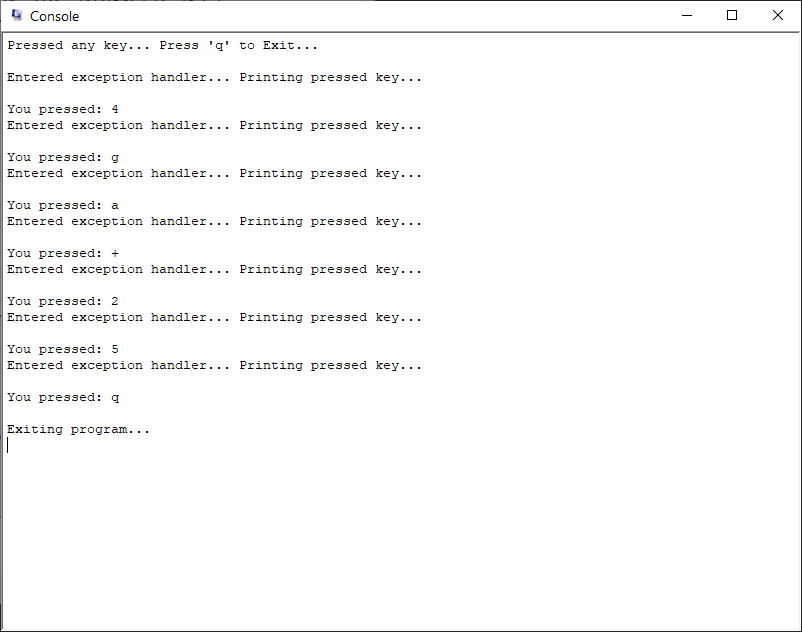 Console
Pressed any key... Press 'q' to Exit...
Entered exception handler... Printing pressed key...
You pressed: 4
Entered exception handler... Printing pressed key...
You pressed: g
Entered exception handler... Printing pressed key...
You pressed: a
Entered exception handler... Printing pressed key...
You pressed: +
Entered exception handler... Printing pressed key...
You pressed: 2
Entered exception handler... Printing pressed key...
You pressed: 5
Entered exception handler... Printing pressed key...
You pressed: q
Exiting program...